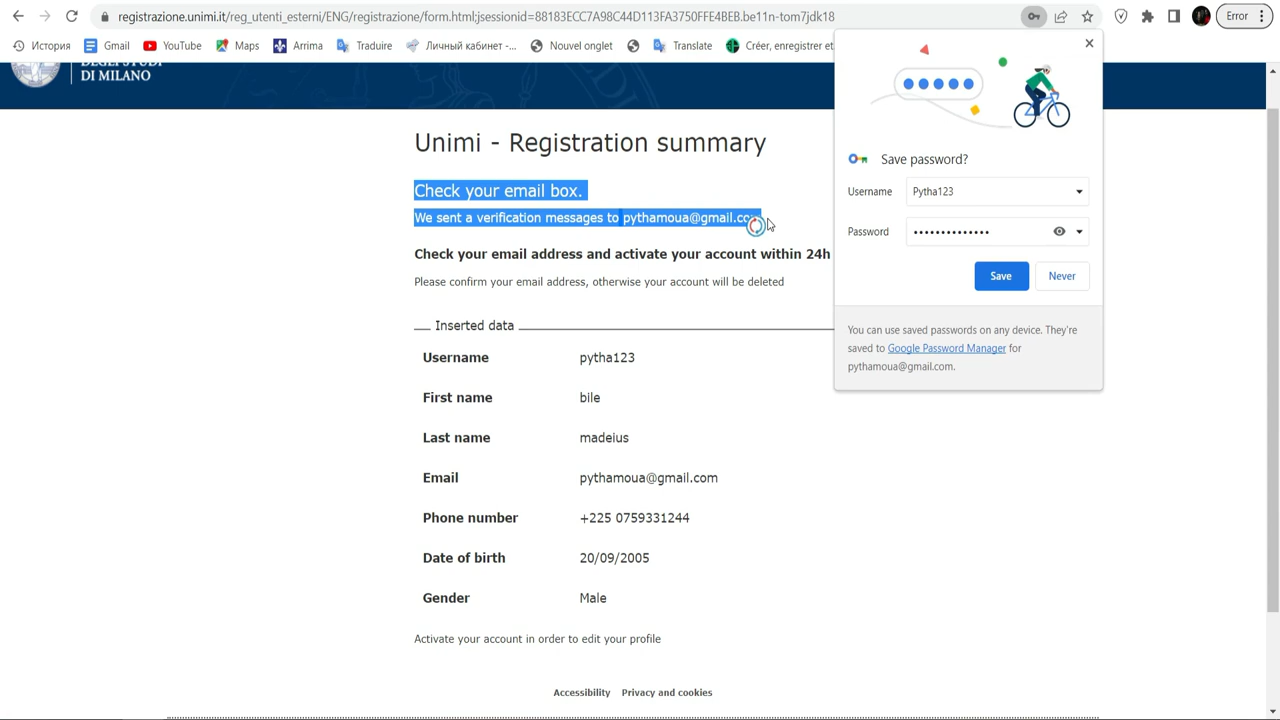 registrazione.unimi.it/reg_utenti_esterni/ENG/registrazione/form.html;jsessionid=88183ECC7A98C44D113FA3750FFE4BEB.be11n-tom7jdk18
Error
История Gmail YouTube Maps Arrima Traduire Личный кабинет -... Nouvel onglet Translate Créer, enregistrer et
DEGLI STUDI
DI MILANO
Unimi - Registration summary
Check your email box.
We sent a verification messages to pythamoua@gmail.com
Check your email address and activate your account within 24h
Please confirm your email address, otherwise your account will be deleted
Inserted data
Username pytha123
First name bile
Last name madeius
Email pythamoua@gmail.com
Phone number +225 0759331244
Date of birth 20/09/2005
Gender Male
Activate your account in order to edit your profile
Accessibility Privacy and cookies
Save password?
Username Pytha123
Password ••••••••••••••
Save Never
You can use saved passwords on any device. They're
saved to Google Password Manager for
pythamoua@gmail.com.